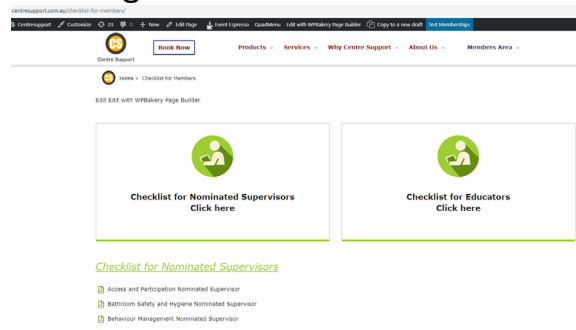 centresupport.com.au/checklist-for-members/
Centresupport Customize 23 0 + New Edit Page Event Espresso QuadMenu Edit with WPBakery Page Builder Copy to a new draft Test Memberships
CS
Centre Support
Book Now
Products Services Why Centre Support About Us Members Area
CS Home » Checklist for Members
Edit Edit with WPBakery Page Builder
Checklist for Nominated Supervisors
Click here
Checklist for Educators
Click here
Checklist for Nominated Supervisors
Access and Participation Nominated Supervisor
Bathroom Safety and Hygiene Nominated Supervisor
Behaviour Management Nominated Supervisor